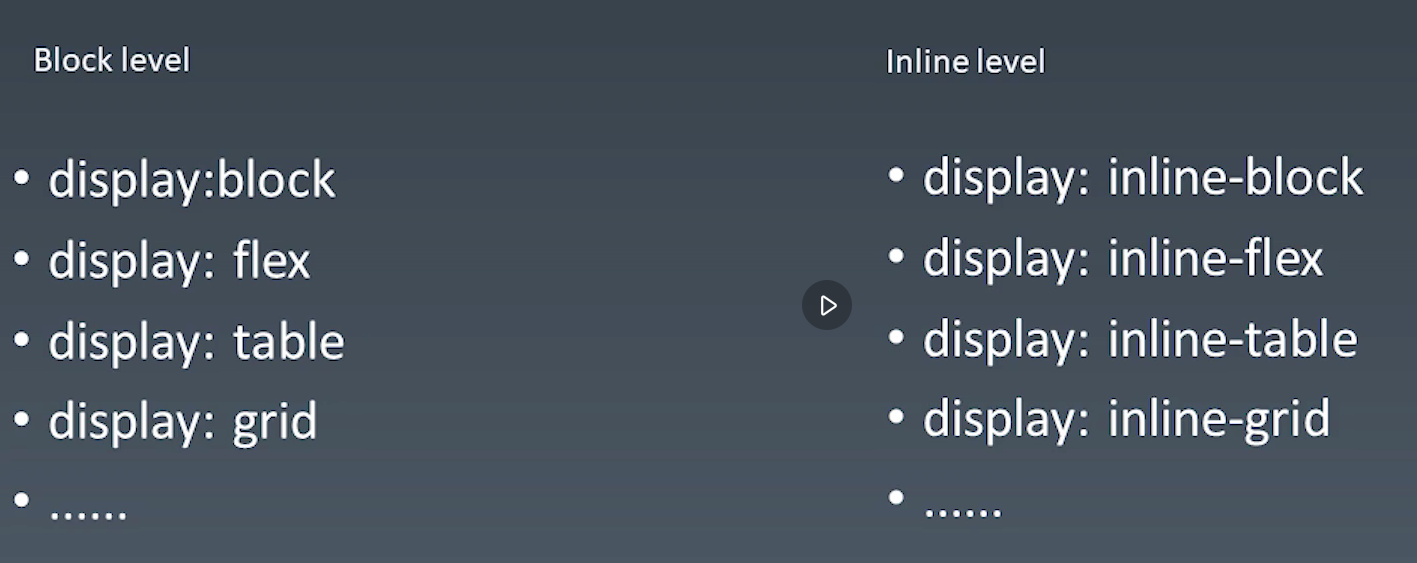 Block level
• display:block
• display: flex
• display: table
• display: grid
• ......
Inline level
• display: inline-block
• display: inline-flex
• display: inline-table
• display: inline-grid
• ......